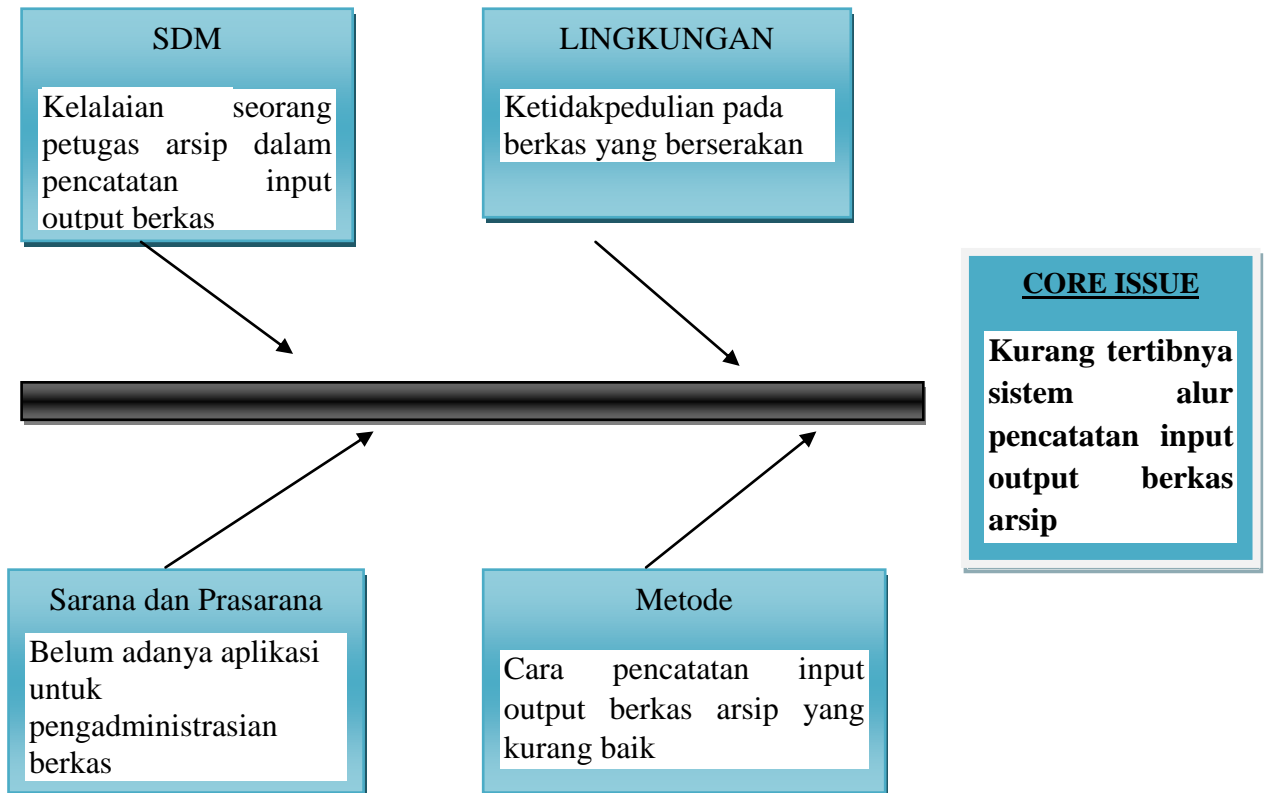 SDM
Kelalaian seorang
petugas arsip dalam
pencatatan input
output berkas
LINGKUNGAN
Ketidakpedulian pada
berkas yang berserakan
CORE ISSUE
Kurang tertibnya
sistem alur
pencatatan input
output berkas
arsip
Sarana dan Prasarana
Belum adanya aplikasi
untuk
pengadministrasian
berkas
Metode
Cara pencatatan input
output berkas arsip yang
kurang baik